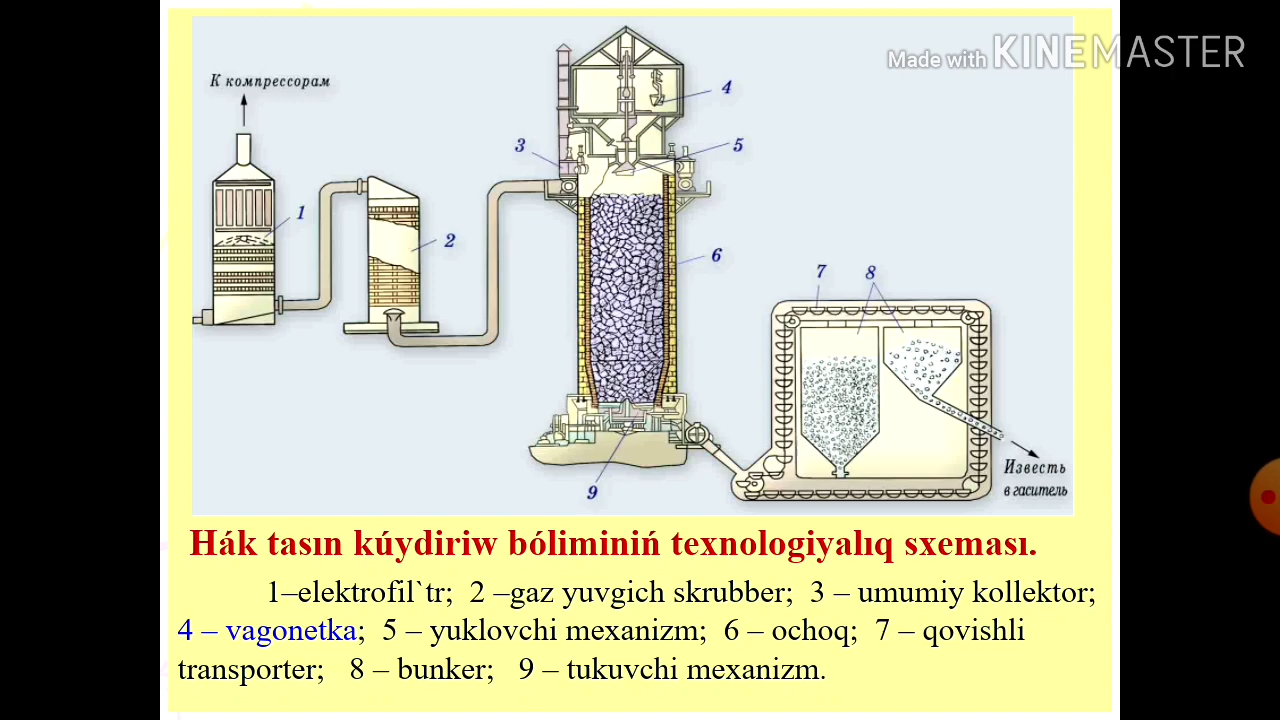 Made with KINEMASTER
К компрессорам
4
3
5
1
2
6
7
8
Известь
в гаситель
9
Hák tasın kúydiriw bóliminiń texnologiyalıq sxeması.
1–elektrofil`tr; 2 –gaz yuvgich skrubber; 3 – umumiy kollektor;
4 – vagonetka; 5 – yuklovchi mexanizm; 6 – ochoq; 7 – qovishli
transporter; 8 – bunker; 9 – tukuvchi mexanizm.